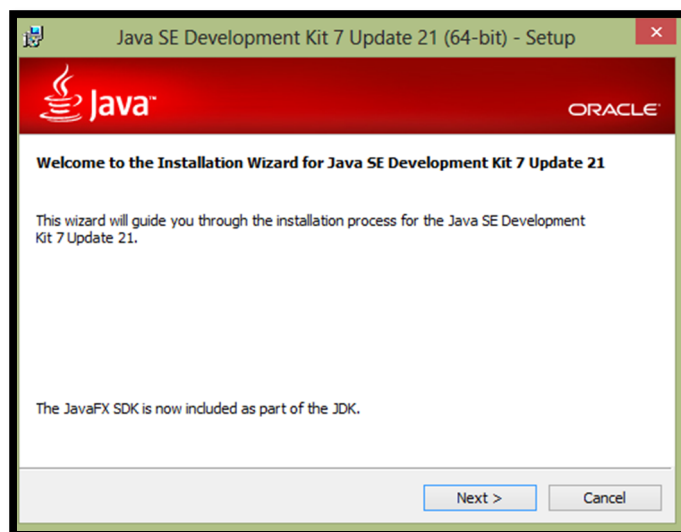 Java SE Development Kit 7 Update 21 (64-bit) - Setup
Java™
ORACLE®
Welcome to the Installation Wizard for Java SE Development Kit 7 Update 21
This wizard will guide you through the installation process for the Java SE Development
Kit 7 Update 21.
The JavaFX SDK is now included as part of the JDK.
Next >
Cancel